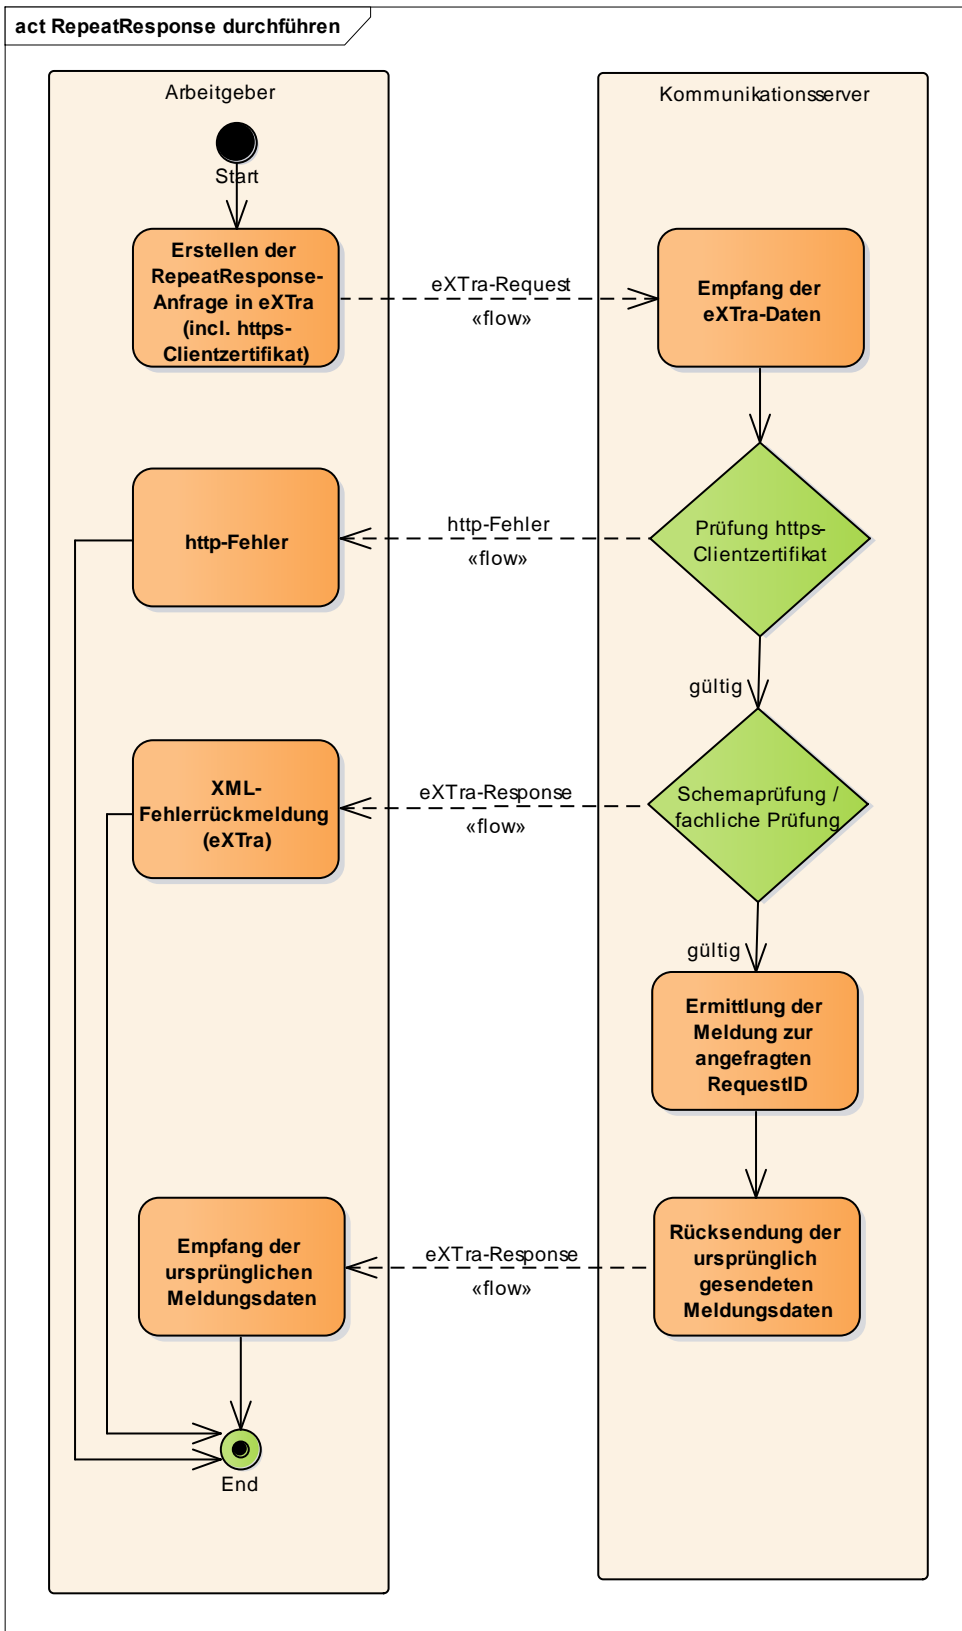 act RepeatResponse durchführen
Arbeitgeber
Kommunikationsserver
Start
Erstellen der
RepeatResponse-
Anfrage in eXTra
(incl. https-
Clientzertifikat)
eXTra-Request
«flow»
Empfang der
eXTra-Daten
http-Fehler
http-Fehler
«flow»
Prüfung https-
Clientzertifikat
gültig
XML-
Fehlerrückmeldung
(eXTra)
eXTra-Response
«flow»
Schemaprüfung /
fachliche Prüfung
gültig
Ermittlung der
Meldung zur
angefragten
RequestID
Empfang der
ursprünglichen
Meldungsdaten
eXTra-Response
«flow»
Rücksendung der
ursprünglich
gesendeten
Meldungsdaten
End